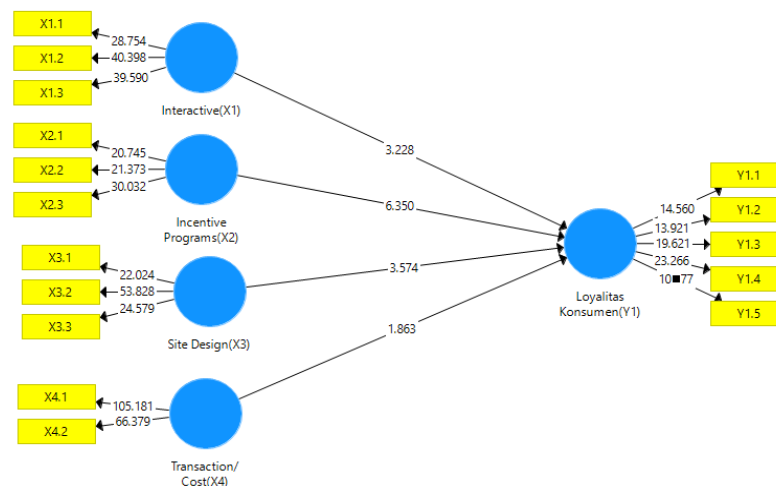 X1.1
28.754
X1.2
40.398
39.590
X1.3
Interactive(X1)
3.228
X2.1
20.745
X2.2
21.373
30.032
X2.3
Incentive
Programs(X2)
6.350
X3.1
22.024
X3.2
53.828
24.579
X3.3
Site Design(X3)
3.574
X4.1
105.181
66.379
X4.2
Transaction/
Cost(X4)
1.863
Loyalitas
Konsumen(Y1)
14.560
Y1.1
13.921
Y1.2
19.621
Y1.3
23.266
Y1.4
Y1.5